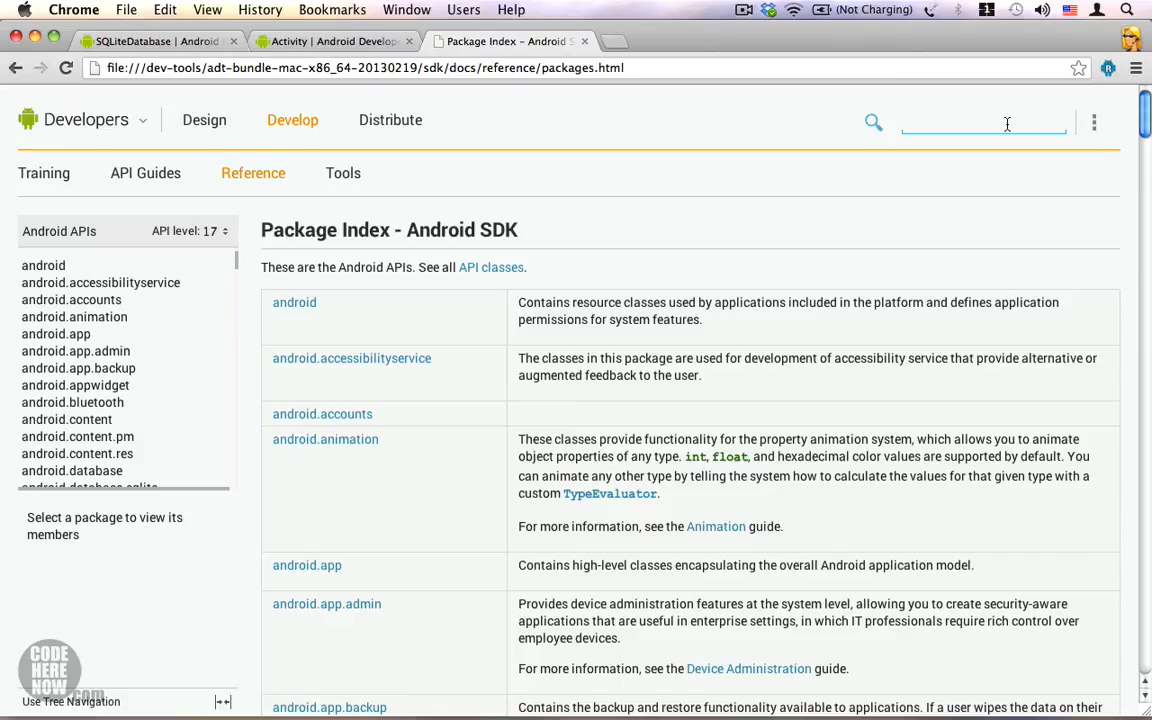 Chrome File Edit View History Bookmarks Window Users Help (Not Charging) 1
SQLiteDatabase | Android Activity | Android Develop Package Index - Android S
file:///dev-tools/adt-bundle-mac-x86_64-20130219/sdk/docs/reference/packages.html
Developers Design Develop Distribute
Training API Guides Reference Tools
Android APIs API level: 17
android
android.accessibilityservice
android.accounts
android.animation
android.app
android.app.admin
android.app.backup
android.appwidget
android.bluetooth
android.content
android.content.pm
android.content.res
android.database
android.database.sqlite
Select a package to view its
members
Use Tree Navigation
Package Index - Android SDK
These are the Android APIs. See all API classes.
android Contains resource classes used by applications included in the platform and defines application
permissions for system features.
android.accessibilityservice The classes in this package are used for development of accessibility service that provide alternative or
augmented feedback to the user.
android.accounts
android.animation These classes provide functionality for the property animation system, which allows you to animate
object properties of any type. int, float, and hexadecimal color values are supported by default. You
can animate any other type by telling the system how to calculate the values for that given type with a
custom TypeEvaluator.
For more information, see the Animation guide.
android.app Contains high-level classes encapsulating the overall Android application model.
android.app.admin Provides device administration features at the system level, allowing you to create security-aware
applications that are useful in enterprise settings, in which IT professionals require rich control over
employee devices.
For more information, see the Device Administration guide.
android.app.backup Contains the backup and restore functionality available to applications. If a user wipes the data on their
CODE
HERE
NOW
.com